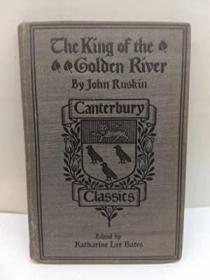 The King of the
Golden River
By John Ruskin
Canterbury
Classics
Edited by
Katharine Lee Bates